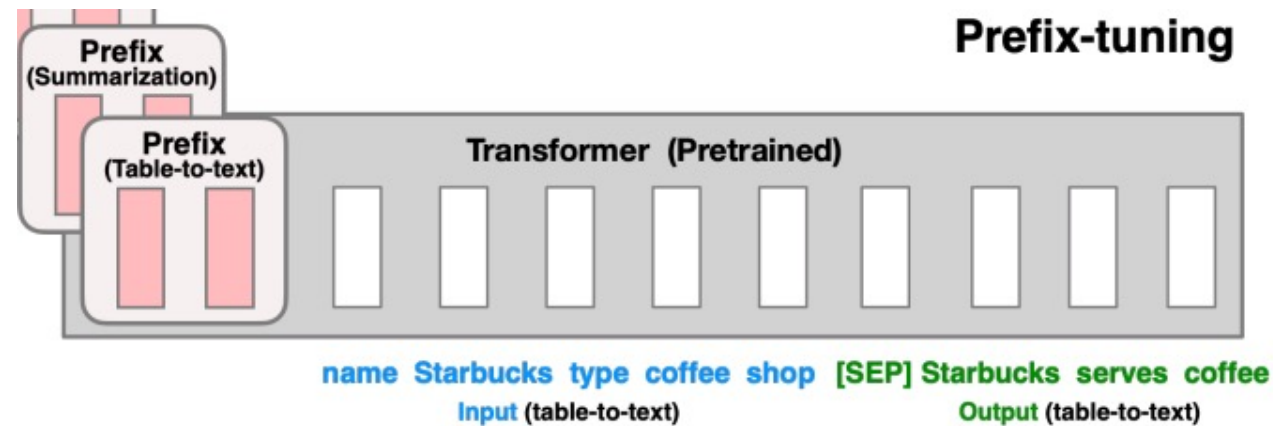 Prefix-tuning
Prefix
(Summarization)
Prefix
(Table-to-text)
Transformer (Pretrained)
name Starbucks type coffee shop [SEP] Starbucks serves coffee
Input (table-to-text) Output (table-to-text)